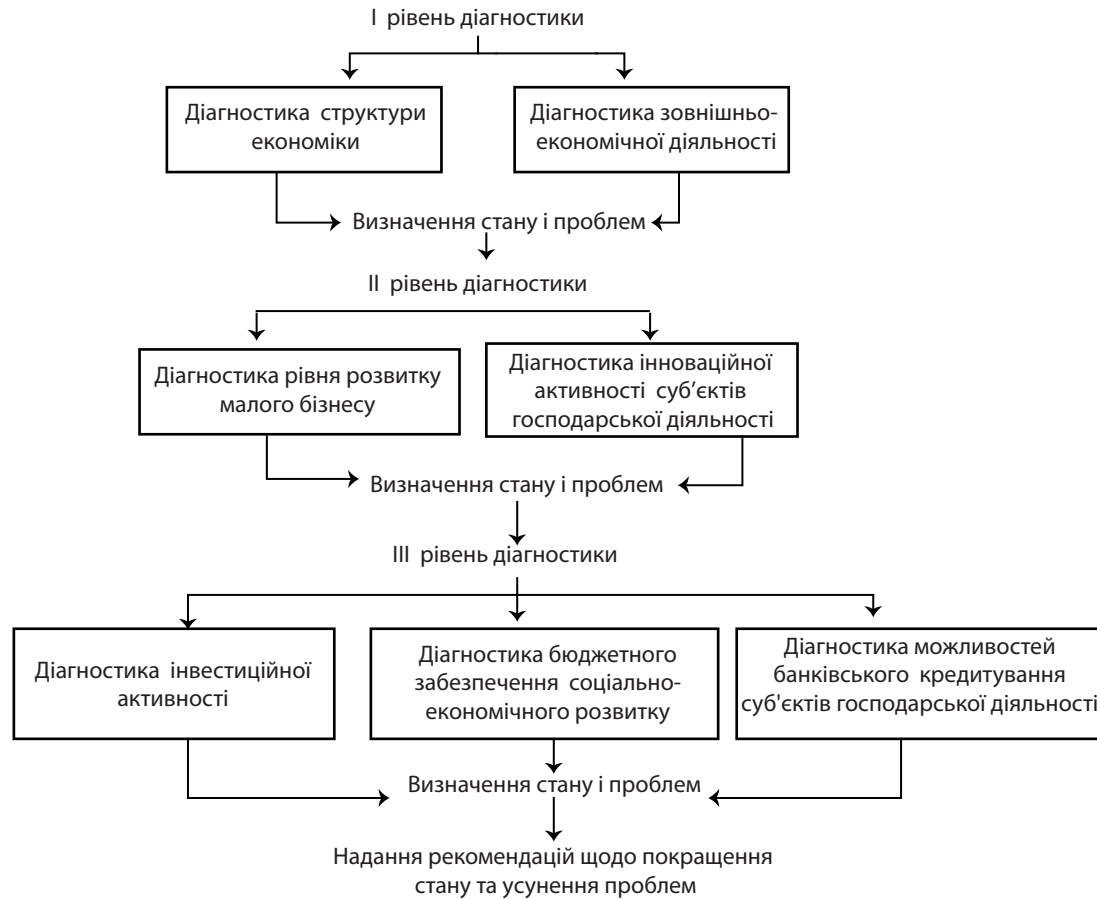 I рівень діагностики
Діагностика структури
економіки
Діагностика зовнішньо-
економічної діяльності
Визначення стану і проблем
II рівень діагностики
Діагностика рівня розвитку
малого бізнесу
Діагностика інноваційної
активності суб’єктів
господарської діяльності
Визначення стану і проблем
III рівень діагностики
Діагностика інвестиційної
активності
Діагностика бюджетного
забезпечення соціально-
економічного розвитку
Діагностика можливостей
банківського кредитування
суб'єктів господарської діяльності
Визначення стану і проблем
Надання рекомендацій щодо покращення
стану та усунення проблем